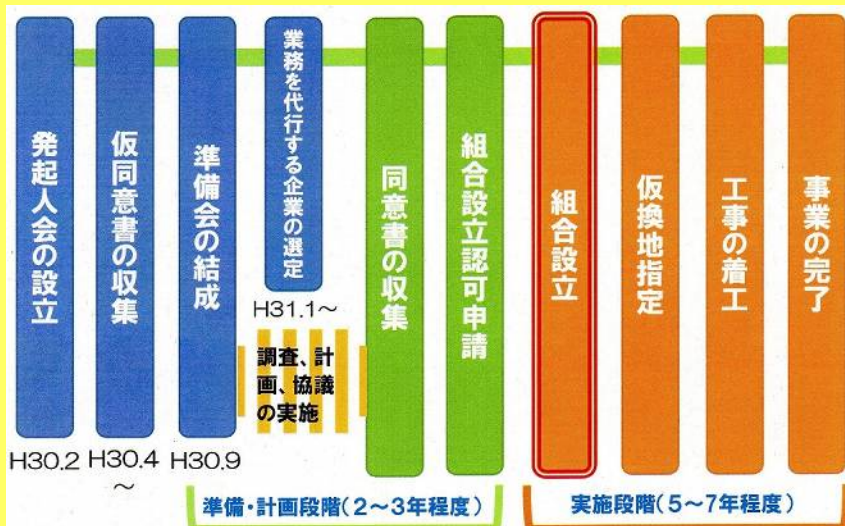 発起人会の設立
仮同意書の収集
準備会の結成
業務を代行する企業の選定
同意書の収集
組合設立認可申請
組合設立
仮換地指定
工事の着工
事業の完了
H31.1～
調査、計
画、協議
の実施
H30.2
H30.4
～
H30.9
準備・計画段階(2～3年程度)
実施段階(5～7年程度)